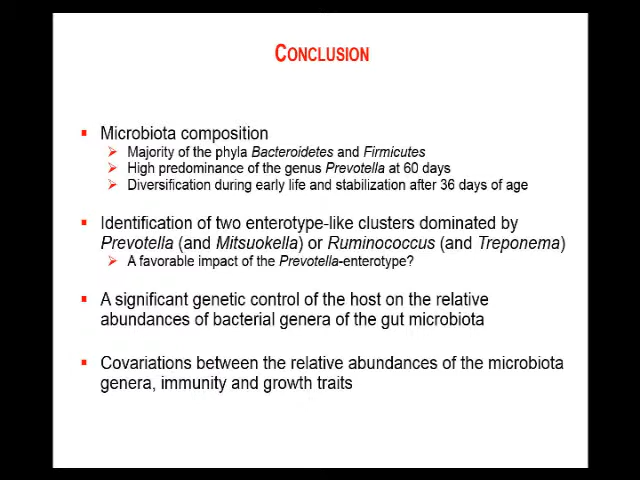 CONCLUSION
▪ Microbiota composition
➢ Majority of the phyla Bacteroidetes and Firmicutes
➢ High predominance of the genus Prevotella at 60 days
➢ Diversification during early life and stabilization after 36 days of age
▪ Identification of two enterotype-like clusters dominated by
Prevotella (and Mitsuokella) or Ruminococcus (and Treponema)
➢ A favorable impact of the Prevotella-enterotype?
▪ A significant genetic control of the host on the relative
abundances of bacterial genera of the gut microbiota
▪ Covariations between the relative abundances of the microbiota
genera, immunity and growth traits